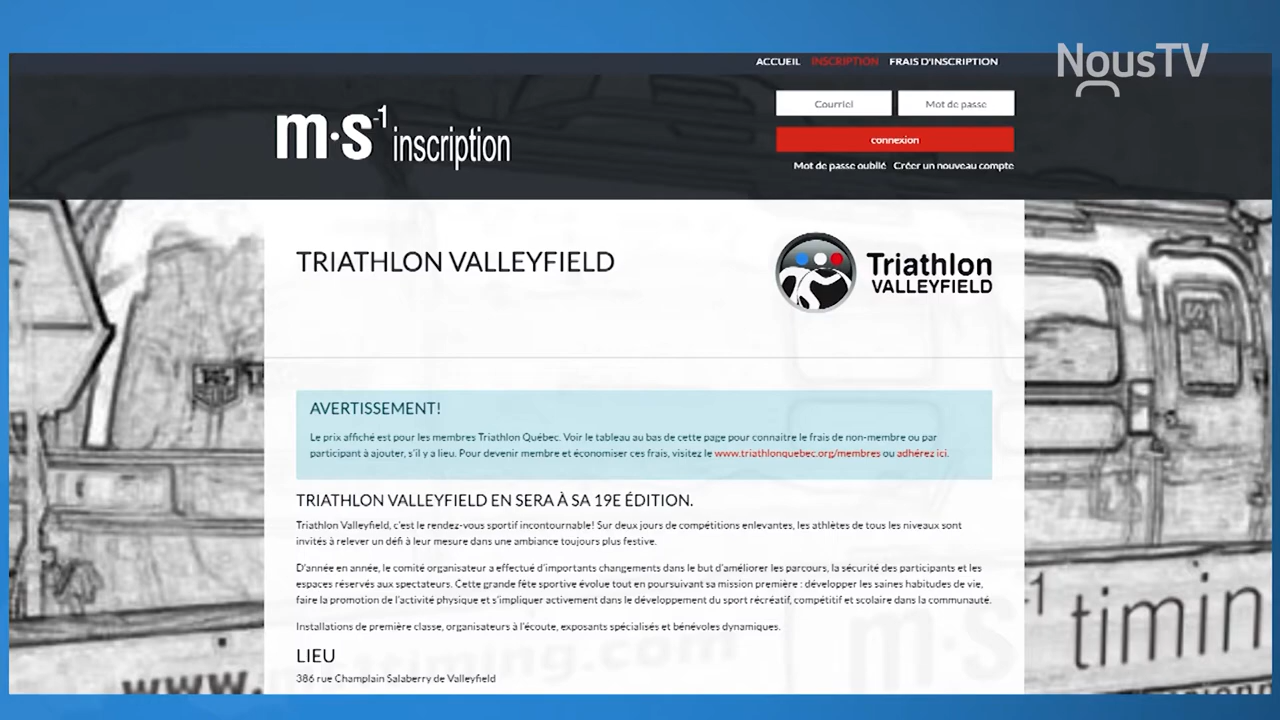 NousTV
ACCUEIL INSCRIPTION FRAIS D'INSCRIPTION
Courriel Mot de passe
connexion
Mot de passe oublié Créer un nouveau compte
m·s-1 inscription
TRIATHLON VALLEYFIELD
Triathlon
VALLEYFIELD
AVERTISSEMENT!
Le prix affiché est pour les membres Triathlon Québec. Voir le tableau au bas de cette page pour connaitre le frais de non-membre ou par
participant à ajouter, s'il y a lieu. Pour devenir membre et économiser ces frais, visitez le www.triathlonquebec.org/membres ou adhérez ici.
TRIATHLON VALLEYFIELD EN SERA À SA 19E ÉDITION.
Triathlon Valleyfield, c'est le rendez-vous sportif incontournable! Sur deux jours de compétitions enlevantes, les athlètes de tous les niveaux sont
invités à relever un défi à leur mesure dans une ambiance toujours plus festive.
D'année en année, le comité organisateur a effectué d'importants changements dans le but d'améliorer les parcours, la sécurité des participants et les
espaces réservés aux spectateurs. Cette grande fête sportive évolue tout en poursuivant sa mission première : développer les saines habitudes de vie,
faire la promotion de l'activité physique et s'impliquer activement dans le développement du sport récréatif, compétitif et scolaire dans la communauté.
Installations de première classe, organisateurs à l'écoute, exposants spécialisés et bénévoles dynamiques.
LIEU
386 rue Champlain Salaberry de Valleyfield
-1 timin
m·s
www.ms1timing.com